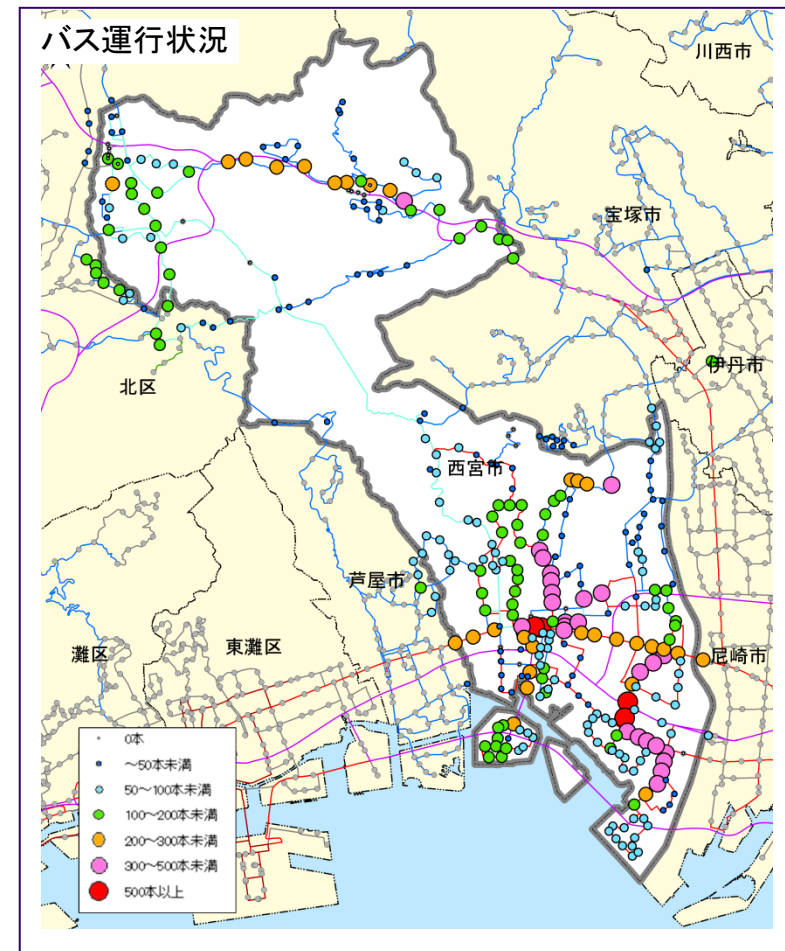 バス運行状況
川西市
宝塚市
伊丹市
北区
西宮市
芦屋市
東灘区
灘区
尼崎市
0本
～50本未満
50～100本未満
100～200本未満
200～300本未満
300～500本未満
500本以上